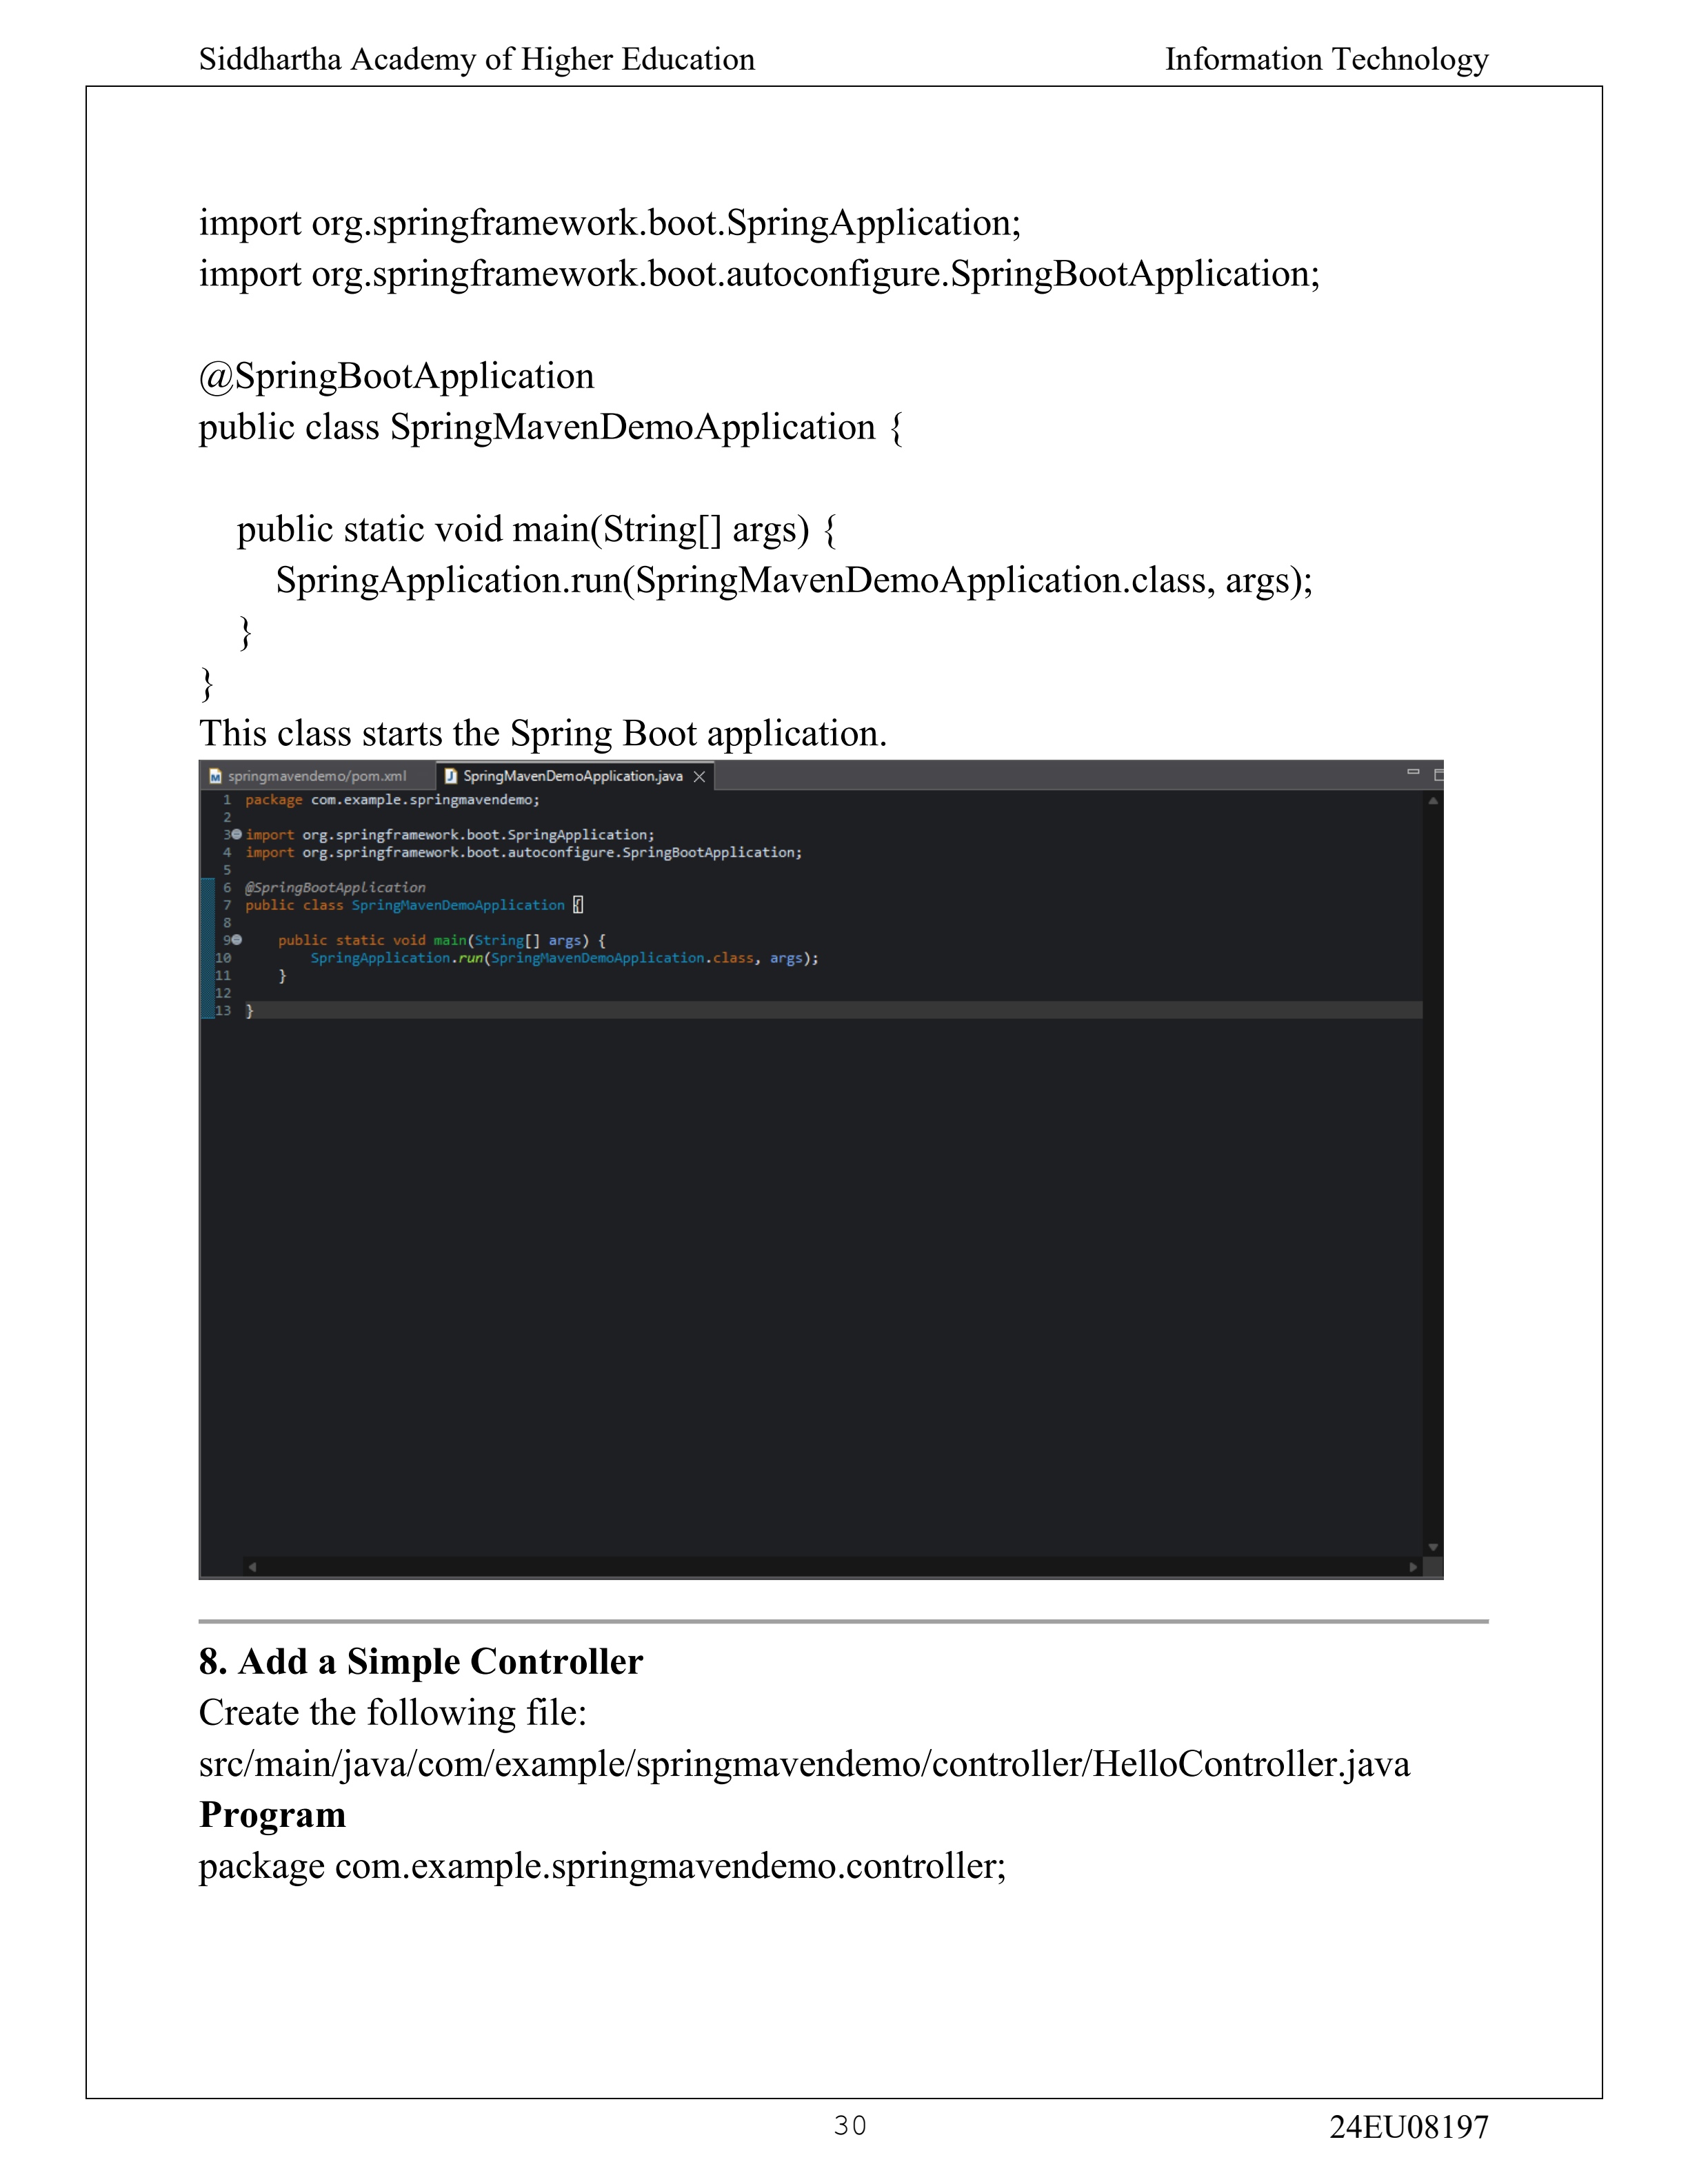 Siddhartha Academy of Higher Education Information Technology
import org.springframework.boot.SpringApplication;
import org.springframework.boot.autoconfigure.SpringBootApplication;
@SpringBootApplication
public class SpringMavenDemoApplication {
public static void main(String[] args) {
SpringApplication.run(SpringMavenDemoApplication.class, args);
}
}
This class starts the Spring Boot application.
springmavendemo/pom.xml SpringMavenDemoApplication.java
1 package com.example.springmavendemo;
2
3 import org.springframework.boot.SpringApplication;
4 import org.springframework.boot.autoconfigure.SpringBootApplication;
5
6 @SpringBootApplication
7 public class SpringMavenDemoApplication {
8
9 public static void main(String[] args) {
10 SpringApplication.run(SpringMavenDemoApplication.class, args);
11 }
12
13 }
8. Add a Simple Controller
Create the following file:
src/main/java/com/example/springmavendemo/controller/HelloController.java
Program
package com.example.springmavendemo.controller;
30 24EU08197